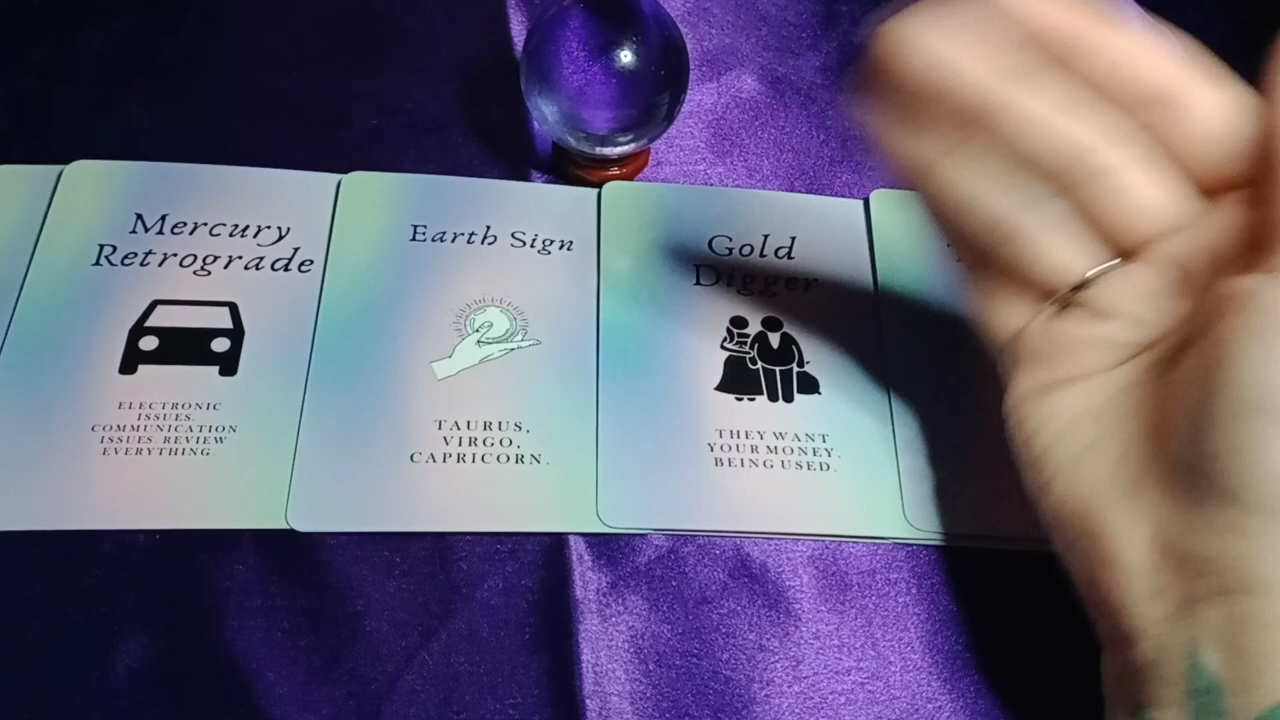 Mercury
Retrograde
ELECTRONIC
ISSUES.
COMMUNICATION
ISSUES. REVIEW
EVERYTHING.
Earth Sign
TAURUS,
VIRGO,
CAPRICORN.
Gold
Digger
THEY WANT
YOUR MONEY.
BEING USED.